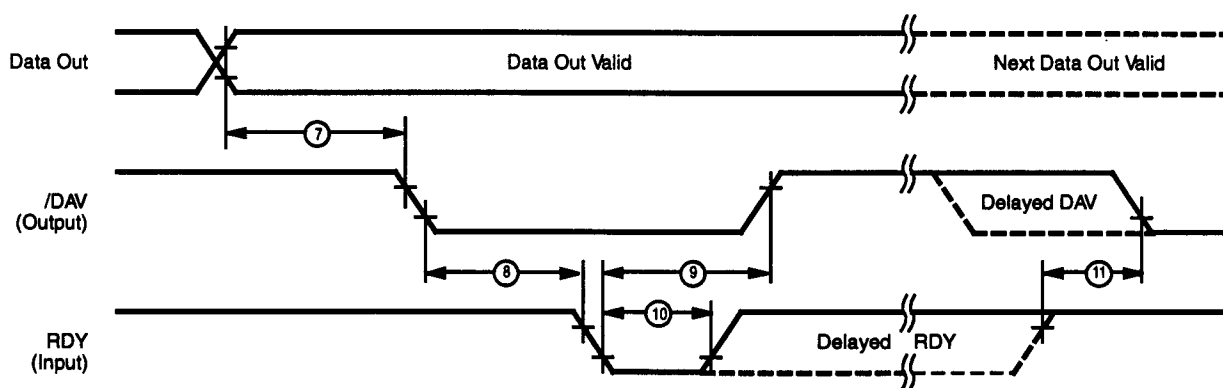 Data Out
Data Out Valid
Next Data Out Valid
7
/DAV
(Output)
Delayed DAV
8
9
11
10
RDY
(Input)
Delayed RDY